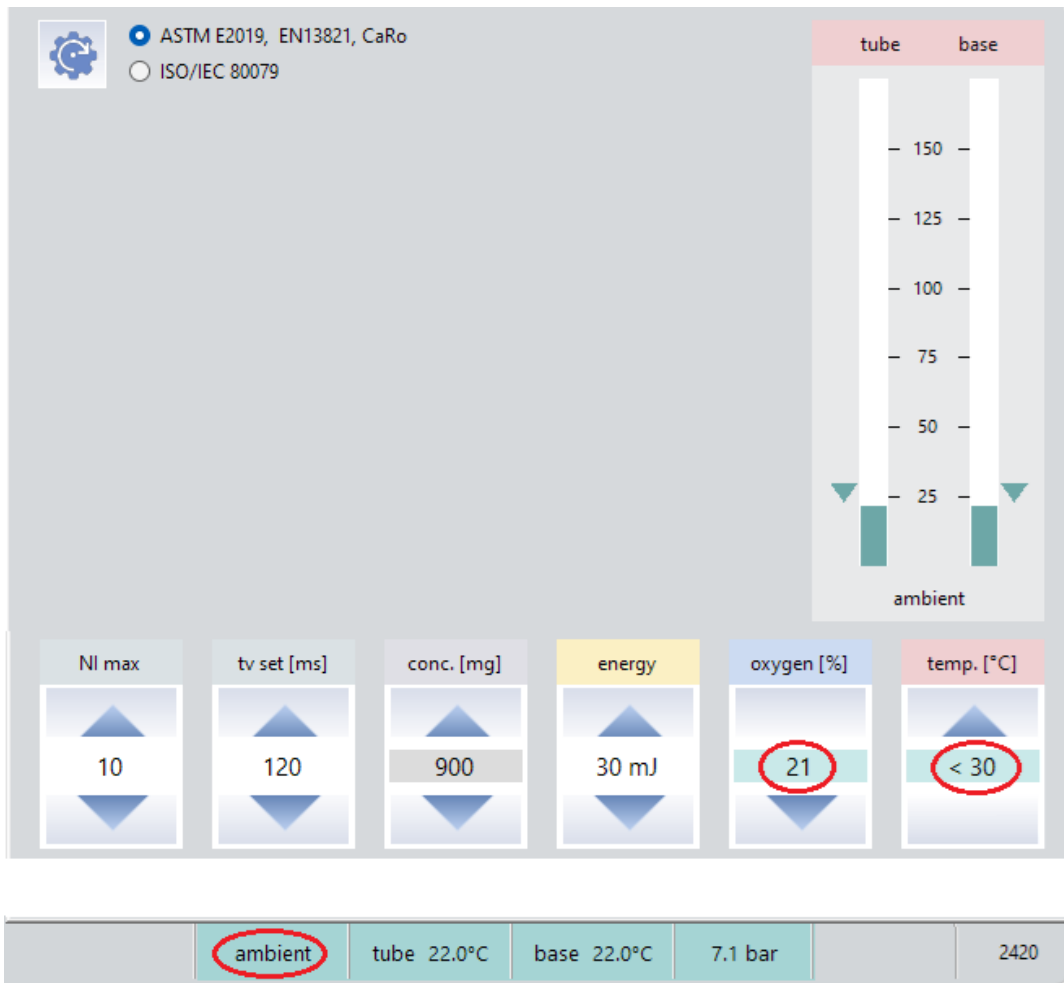 ASTM E2019, EN13821, CaRo
ISO/IEC 80079
tube base
150
125
100
75
50
25
ambient
NI max tv set [ms] conc. [mg] energy oxygen [%] temp. [°C]
10 120 900 30 mJ 21 < 30
ambient tube 22.0°C base 22.0°C 7.1 bar 2420